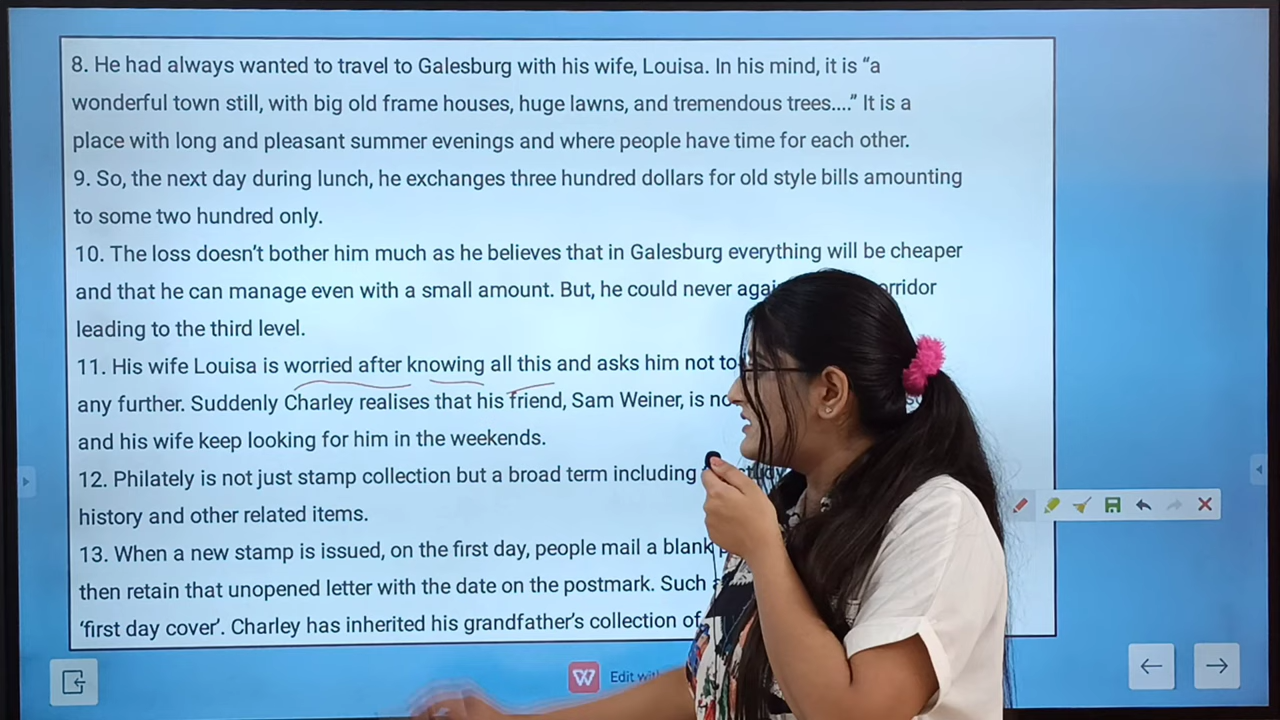 8. He had always wanted to travel to Galesburg with his wife, Louisa. In his mind, it is “a
wonderful town still, with big old frame houses, huge lawns, and tremendous trees....” It is a
place with long and pleasant summer evenings and where people have time for each other.
9. So, the next day during lunch, he exchanges three hundred dollars for old style bills amounting
to some two hundred only.
10. The loss doesn’t bother him much as he believes that in Galesburg everything will be cheaper
and that he can manage even with a small amount. But, he could never
leading to the third level.
11. His wife Louisa is worried after knowing all this and asks him not to
any further. Suddenly Charley realises that his friend, Sam Weiner, is
and his wife keep looking for him in the weekends.
12. Philately is not just stamp collection but a broad term including
history and other related items.
13. When a new stamp is issued, on the first day, people mail a blank
then retain that unopened letter with the date on the postmark. Such
‘first day cover’. Charley has inherited his grandfather’s collection of
W Edit